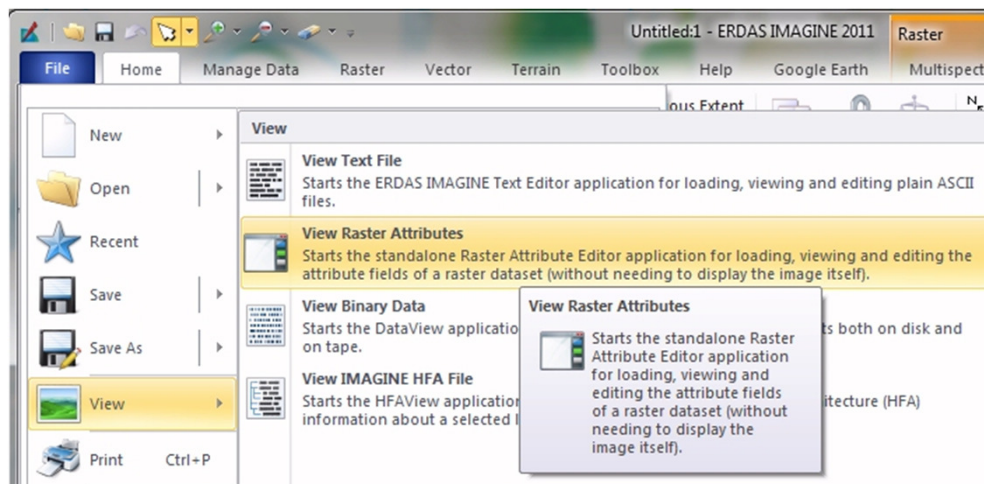 Untitled:1 - ERDAS IMAGINE 2011
Raster
File Home Manage Data Raster Vector Terrain Toolbox Help Google Earth Multispect
ous Extent
N
New
Open
Recent
Save
Save As
View
Print Ctrl+P
View
View Text File
Starts the ERDAS IMAGINE Text Editor application for loading, viewing and editing plain ASCII
files.
View Raster Attributes
Starts the standalone Raster Attribute Editor application for loading, viewing and editing the
attribute fields of a raster dataset (without needing to display the image itself).
View Binary Data
Starts the DataView applicatio ts both on disk and
on tape.
View IMAGINE HFA File
Starts the HFAView application itecture (HFA)
information about a selected I
View Raster Attributes
Starts the standalone Raster
Attribute Editor application
for loading, viewing and
editing the attribute fields
of a raster dataset (without
needing to display the
image itself).